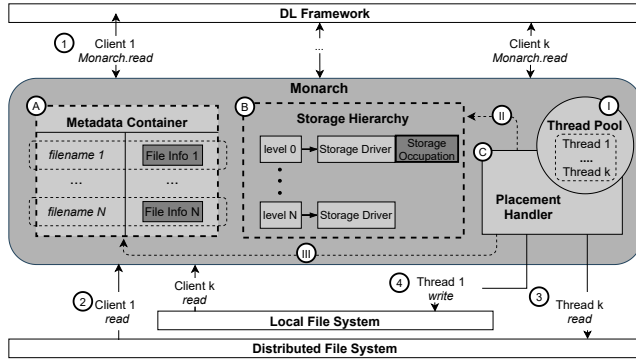 DL Framework
1
Client 1
Monarch.read
...
Client k
Monarch.read
Monarch
A
Metadata Container
filename 1
File Info 1
...
...
filename N
File Info N
B
Storage Hierarchy
level 0
Storage Driver
Storage
Occupation
level N
Storage Driver
II
I
Thread Pool
Thread 1
....
Thread k
C
Placement
Handler
III
2
Client 1
read
Client k
read
4
Thread 1
write
3
Thread k
read
Local File System
Distributed File System